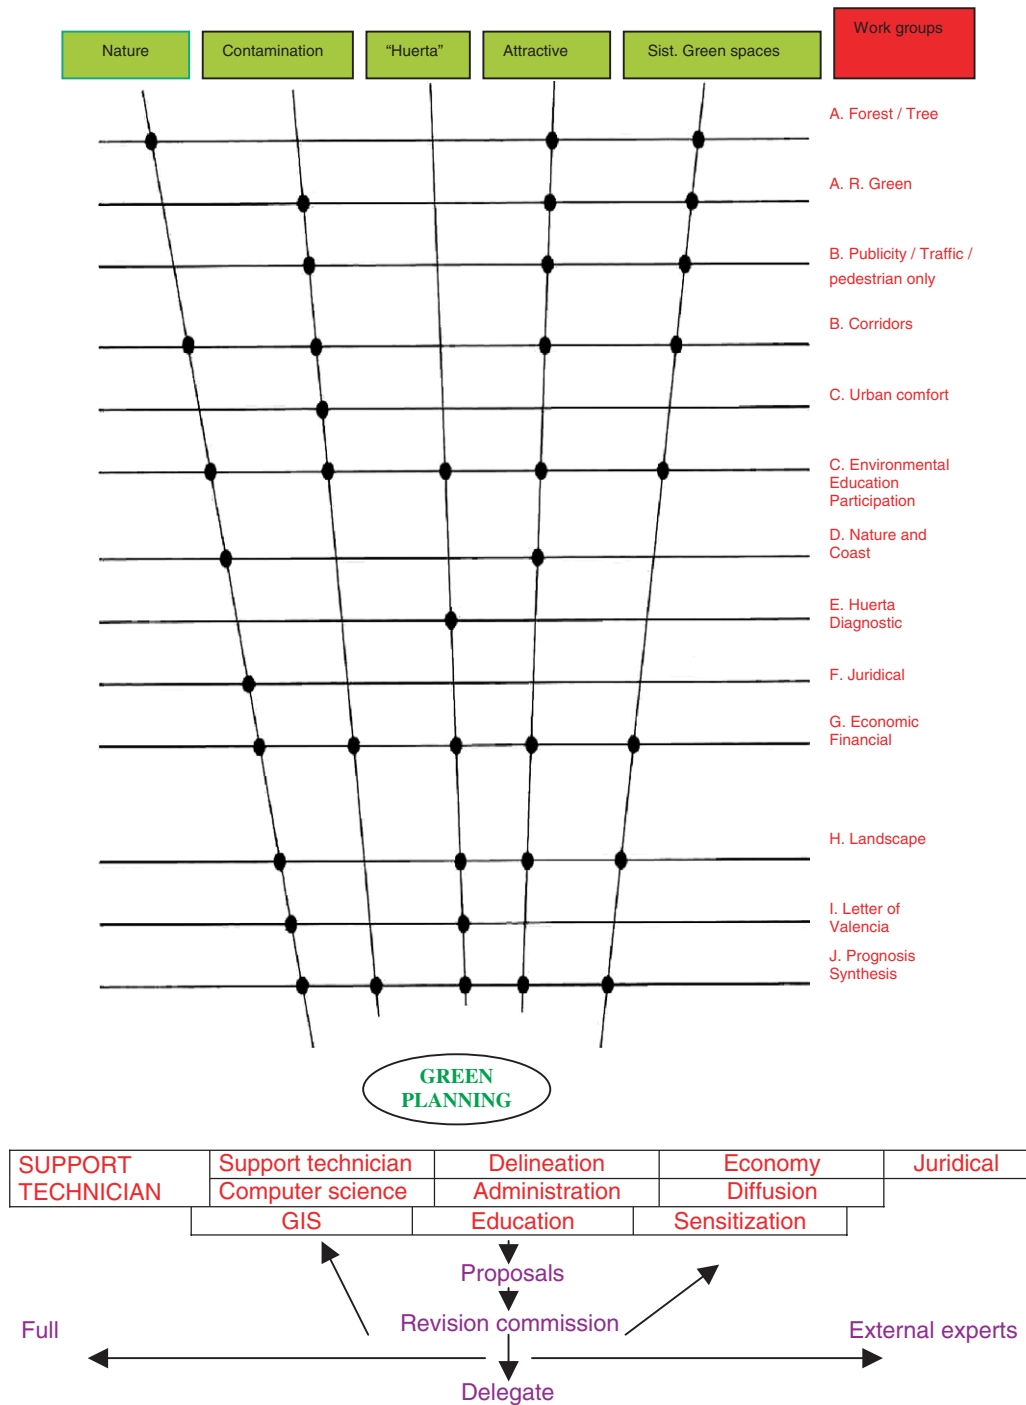 Nature
Contamination
“Huerta”
Attractive
Sist. Green spaces
Work groups
A. Forest / Tree
A. R. Green
B. Publicity / Traffic /
pedestrian only
B. Corridors
C. Urban comfort
C. Environmental
Education
Participation
D. Nature and
Coast
E. Huerta
Diagnostic
F. Juridical
G. Economic
Financial
H. Landscape
I. Letter of
Valencia
J. Prognosis
Synthesis
GREEN
PLANNING
SUPPORT
TECHNICIAN
Support technician
Delineation
Economy
Juridical
Computer science
Administration
Diffusion
GIS
Education
Sensitization
Proposals
Revision commission
Full
External experts
Delegate